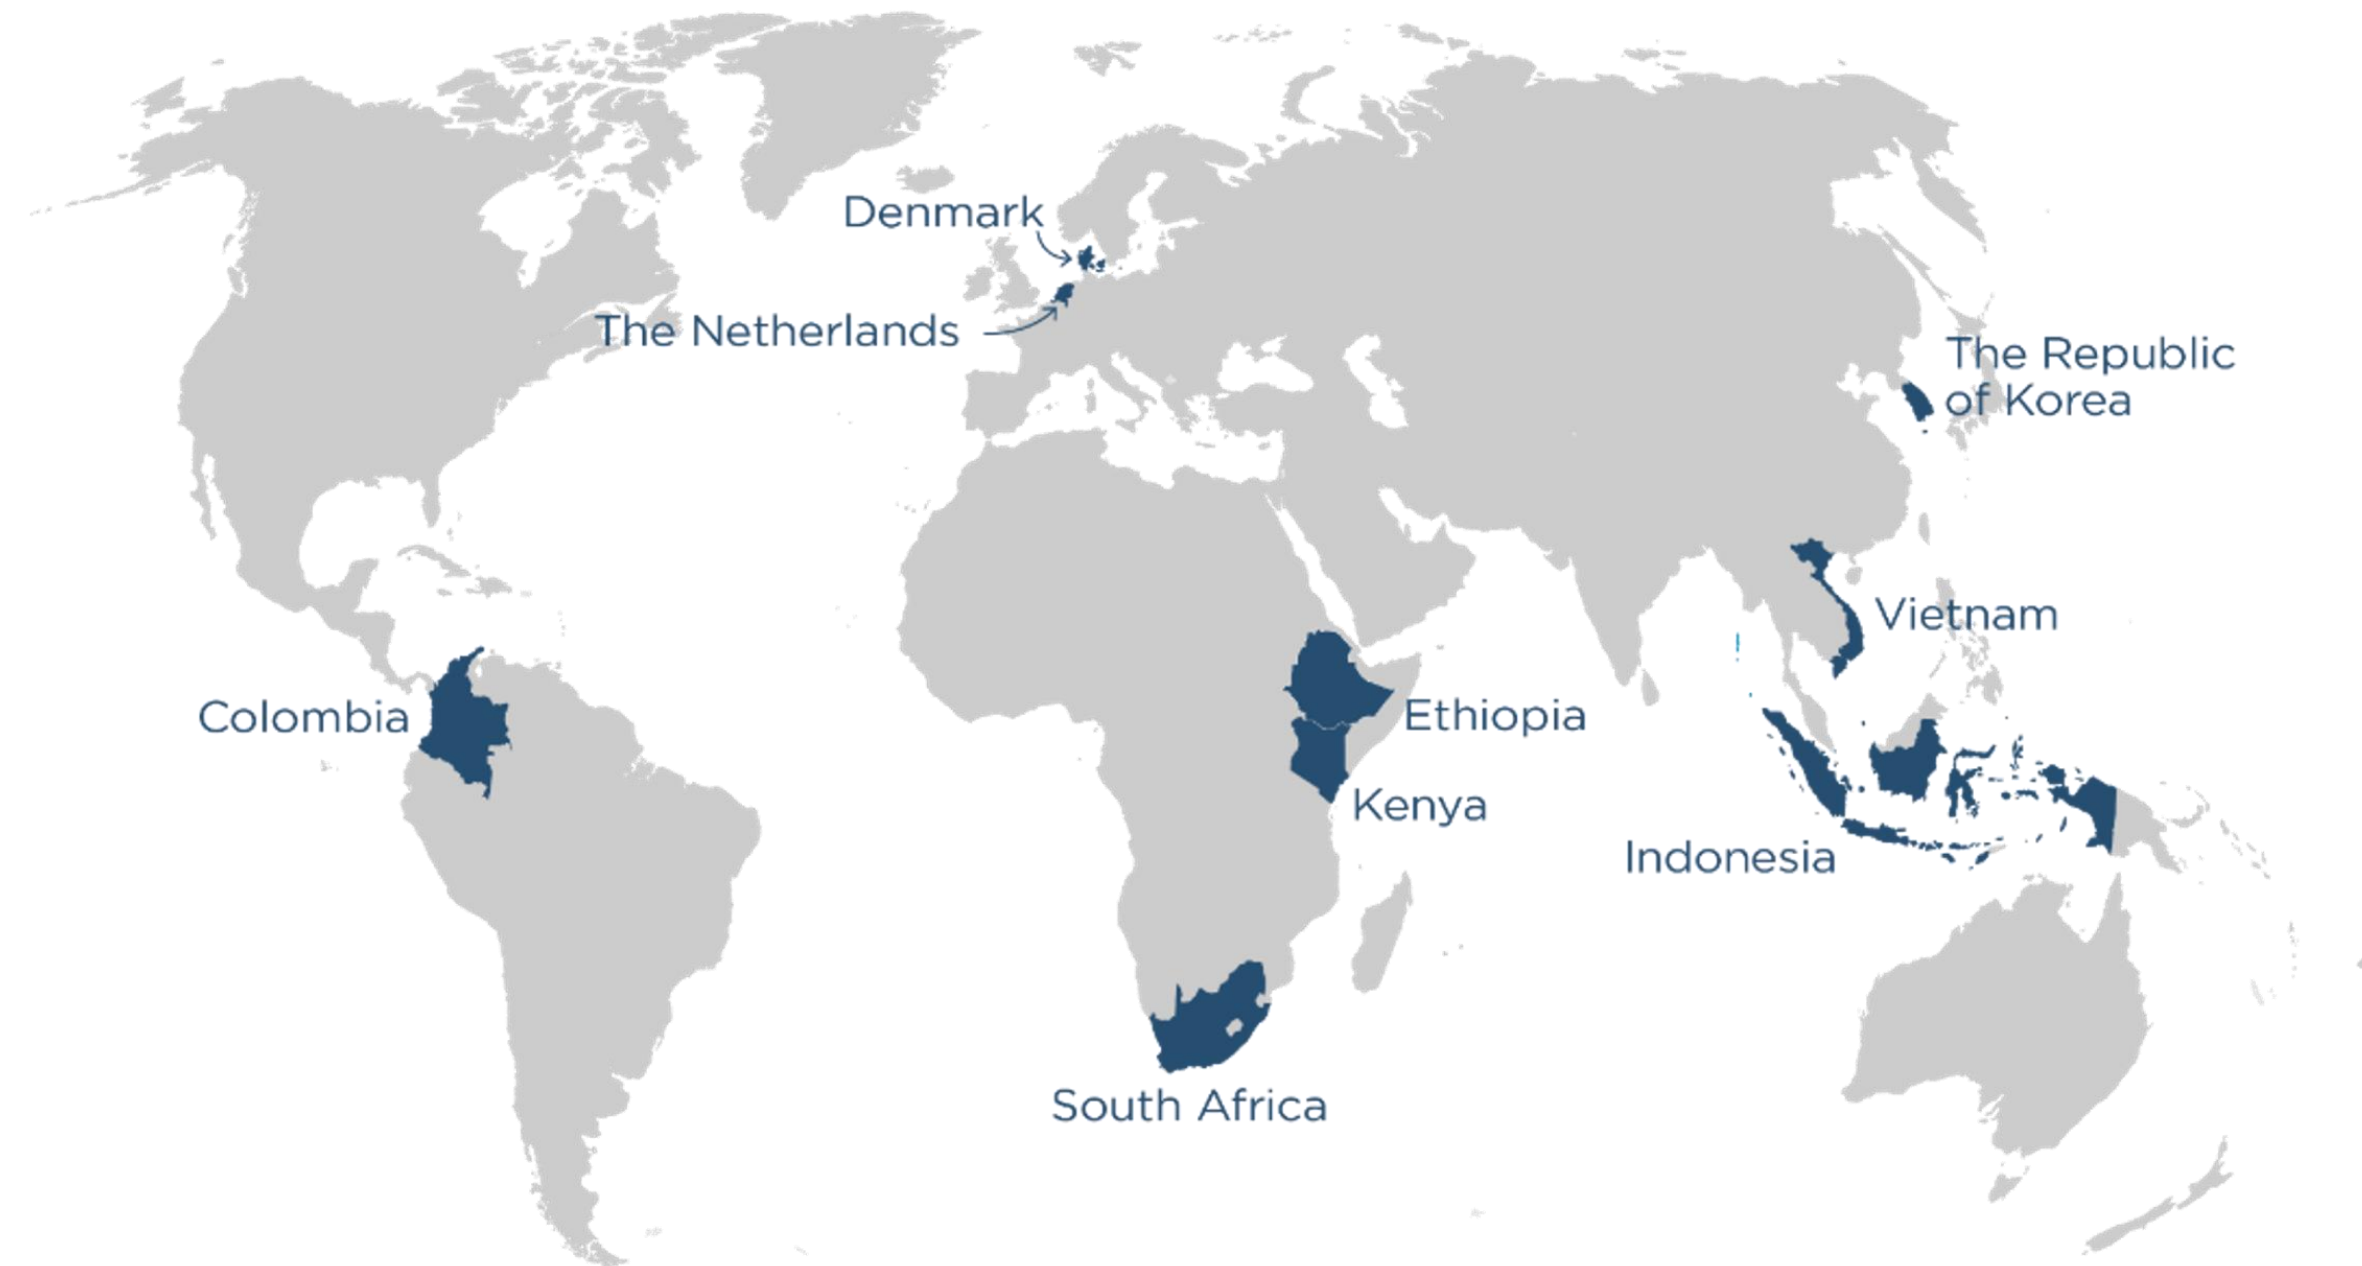 Denmark
The Netherlands
The Republic
of Korea
Vietnam
Colombia
Ethiopia
Kenya
Indonesia
South Africa